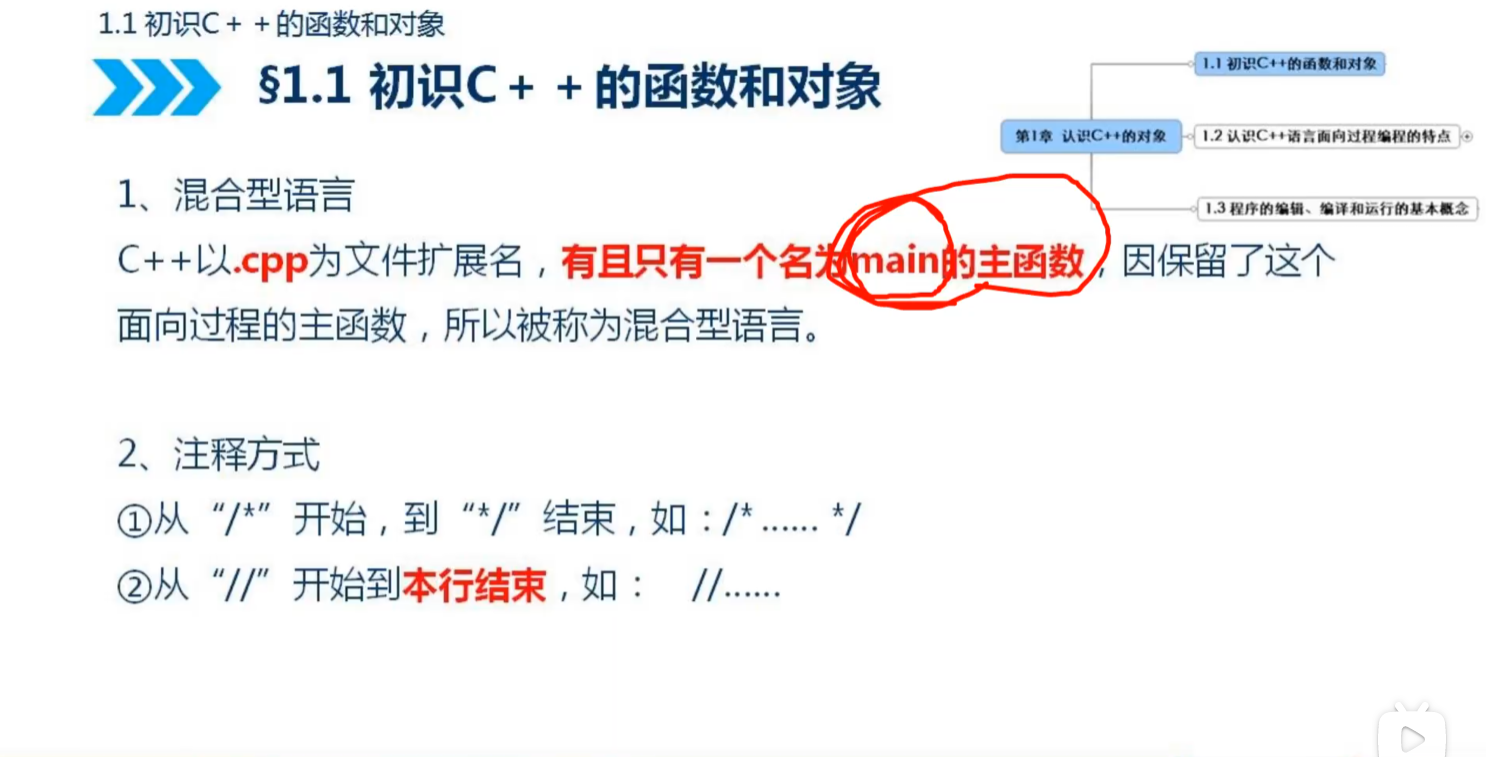 1.1 初识C++的函数和对象
§1.1 初识C++的函数和对象
1.1 初识C++的函数和对象
第1章 认识C++的对象
1.2 认识C++语言面向过程编程的特点
1.3 程序的编辑、编译和运行的基本概念
1、混合型语言
C++以.cpp为文件扩展名，有且只有一个名为main的主函数，因保留了这个
面向过程的主函数，所以被称为混合型语言。
2、注释方式
①从“/*”开始，到“*/”结束，如：/* …… */
②从“//”开始到本行结束，如： //……